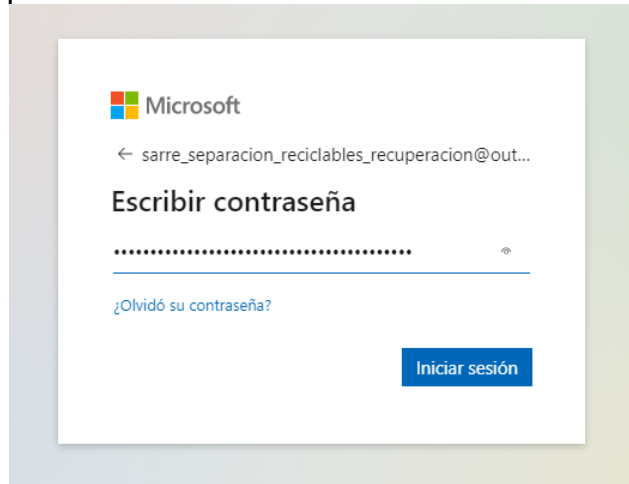 Microsoft
← sarre_separacion_reciclables_recuperacion@out...
Escribir contraseña
•••••••••••••••••••••••••••••••••••••••••
¿Olvidó su contraseña?
Iniciar sesión